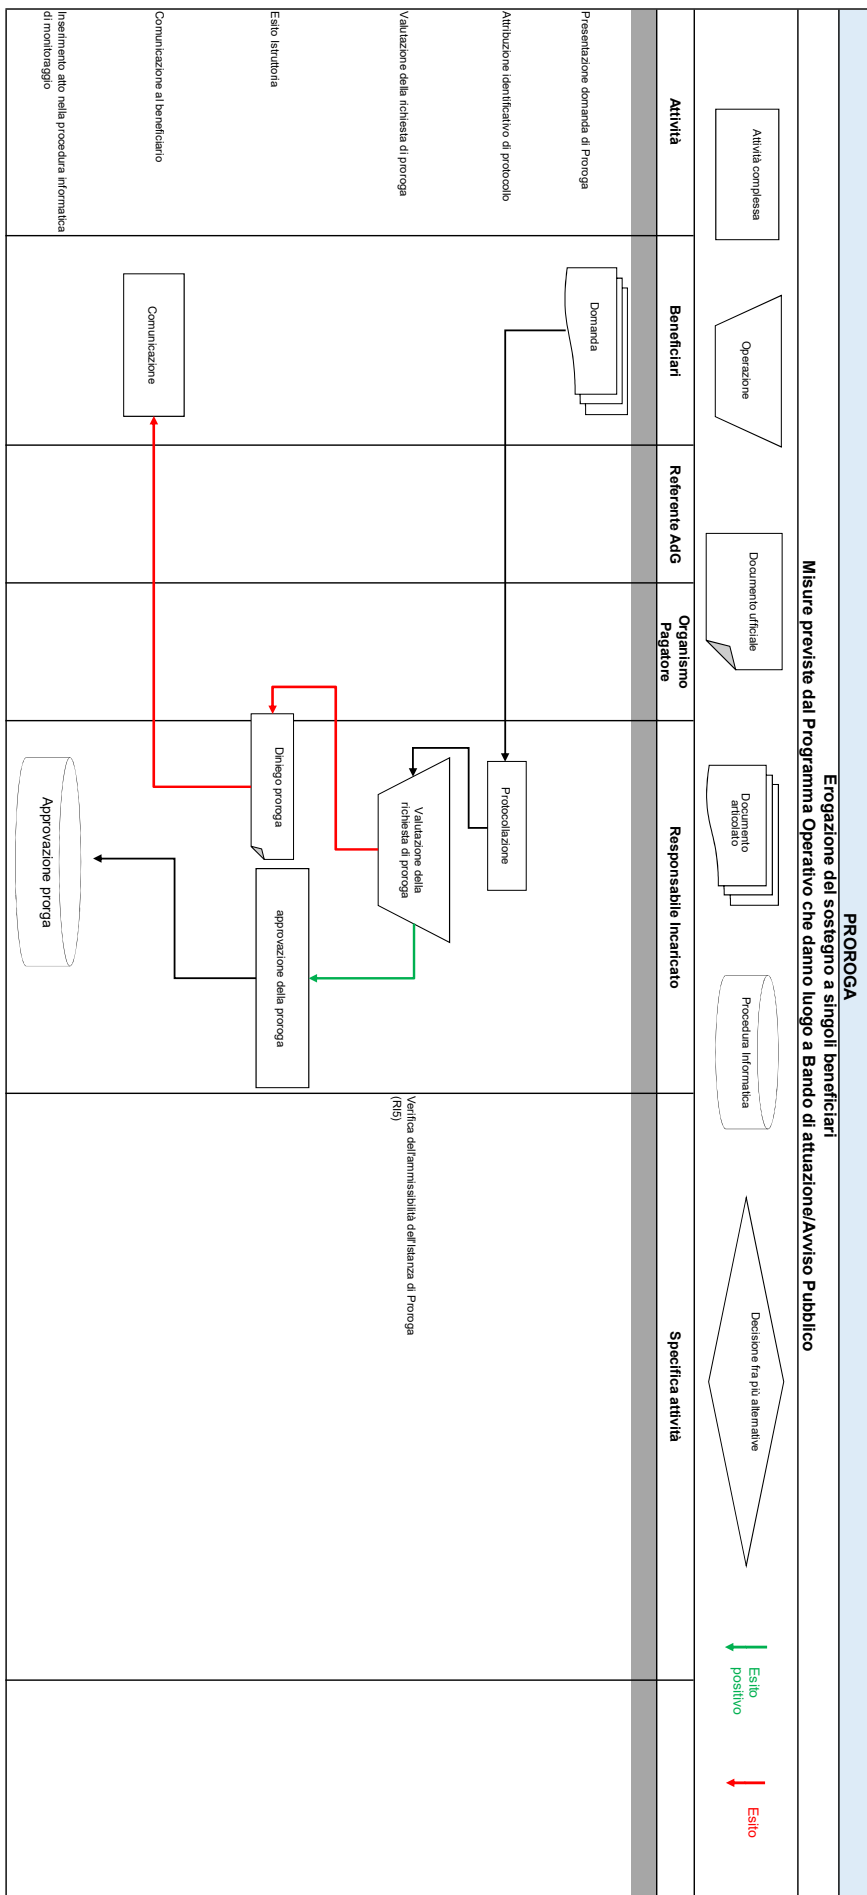 PROROGA
Erogazione del sostegno a singoli beneficiari
Misure previste dal Programma Operativo che danno luogo a Bando di attuazione/Avviso Pubblico
Attività complessa
Operazione
Documento ufficiale
Documento
articolato
Procedura Informatica
Decisione fra più alternative
Esito
positivo
Esito
Attività
Beneficiari
Referente AdG
Organismo
Pagatore
Responsabile Incaricato
Specifica attività
Presentazione domanda di Proroga
Domanda
Attribuzione identificativo di protocollo
Protocollazione
Valutazione della richiesta di proroga
Valutazione della
richiesta di proroga
Verifica dell'ammissibilità dell'Istanza di Proroga
(RI5)
Esito Istruttoria
Diniego proroga
approvazione della proroga
Comunicazione al beneficiario
Comunicazione
Inserimento atto nella procedura informatica
di monitoraggio
Approvazione prorga